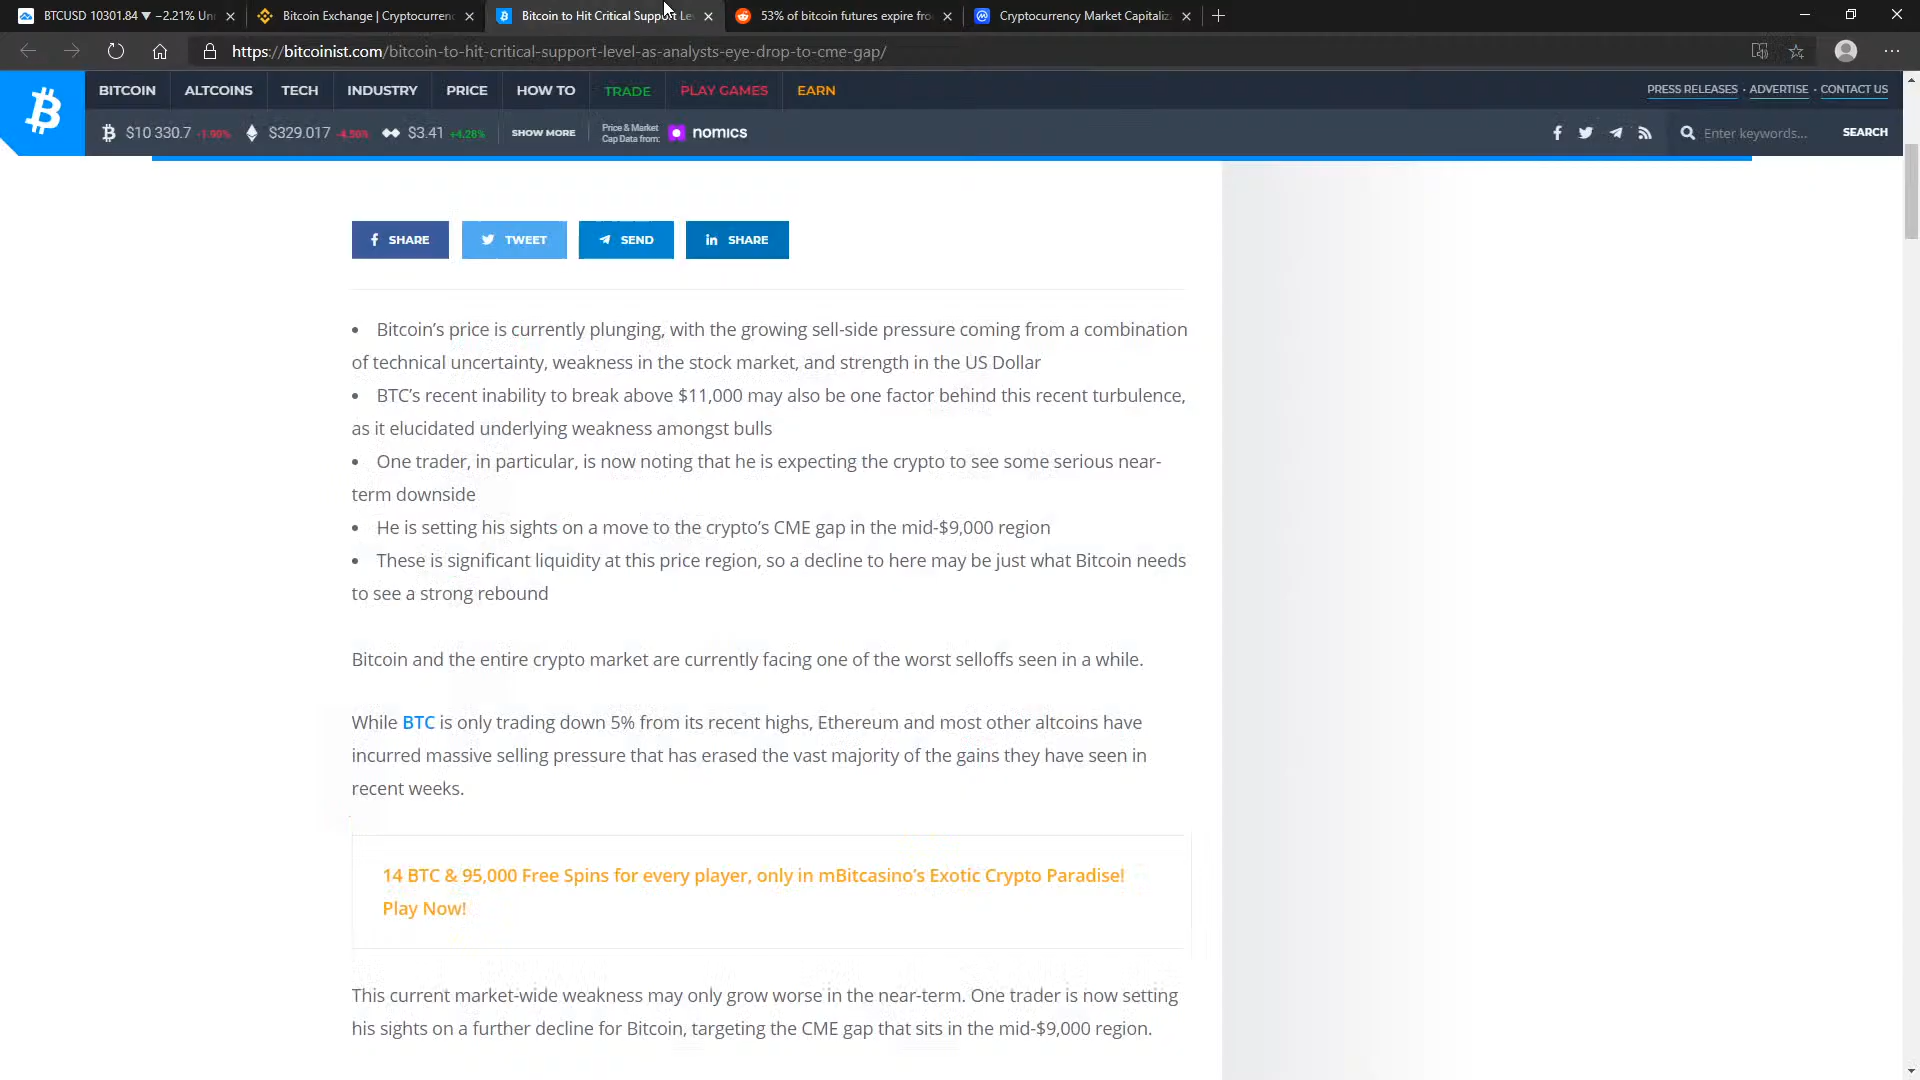 BTCUSD 10301.84 ▼ −2.21% Un
Bitcoin Exchange | Cryptocurrenc
Bitcoin to Hit Critical Support Le
53% of bitcoin futures expire fro
Cryptocurrency Market Capitaliz
https://bitcoinist.com/bitcoin-to-hit-critical-support-level-as-analysts-eye-drop-to-cme-gap/
BITCOIN ALTCOINS TECH INDUSTRY PRICE HOW TO TRADE PLAY GAMES EARN
PRESS RELEASES · ADVERTISE · CONTACT US
$10 330.7 -1.90% $329.017 -4.50% $3.41 +4.28% SHOW MORE
Price & Market
Cap Data from:
nomics
Enter keywords... SEARCH
SHARE TWEET SEND SHARE
• Bitcoin’s price is currently plunging, with the growing sell-side pressure coming from a combination
of technical uncertainty, weakness in the stock market, and strength in the US Dollar
• BTC’s recent inability to break above $11,000 may also be one factor behind this recent turbulence,
as it elucidated underlying weakness amongst bulls
• One trader, in particular, is now noting that he is expecting the crypto to see some serious near-
term downside
• He is setting his sights on a move to the crypto’s CME gap in the mid-$9,000 region
• These is significant liquidity at this price region, so a decline to here may be just what Bitcoin needs
to see a strong rebound
Bitcoin and the entire crypto market are currently facing one of the worst selloffs seen in a while.
While BTC is only trading down 5% from its recent highs, Ethereum and most other altcoins have
incurred massive selling pressure that has erased the vast majority of the gains they have seen in
recent weeks.
14 BTC & 95,000 Free Spins for every player, only in mBitcasino’s Exotic Crypto Paradise!
Play Now!
This current market-wide weakness may only grow worse in the near-term. One trader is now setting
his sights on a further decline for Bitcoin, targeting the CME gap that sits in the mid-$9,000 region.